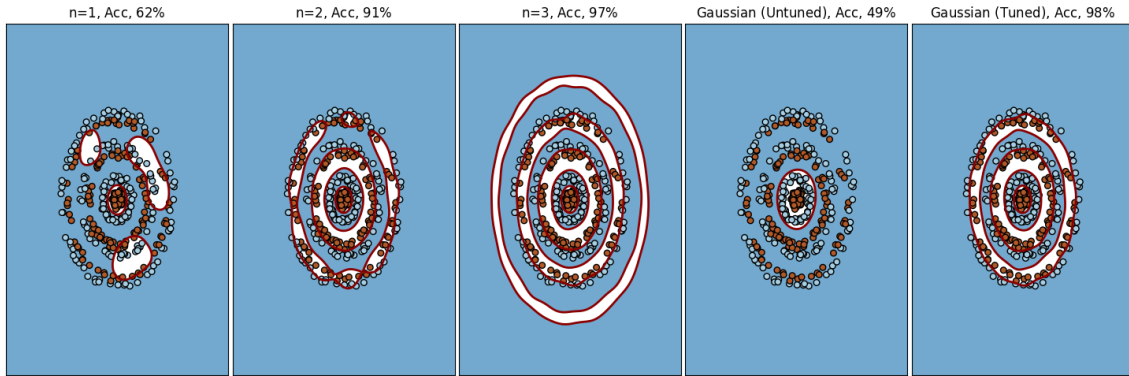 n=1, Acc, 62%
n=2, Acc, 91%
n=3, Acc, 97%
Gaussian (Untuned), Acc, 49%
Gaussian (Tuned), Acc, 98%